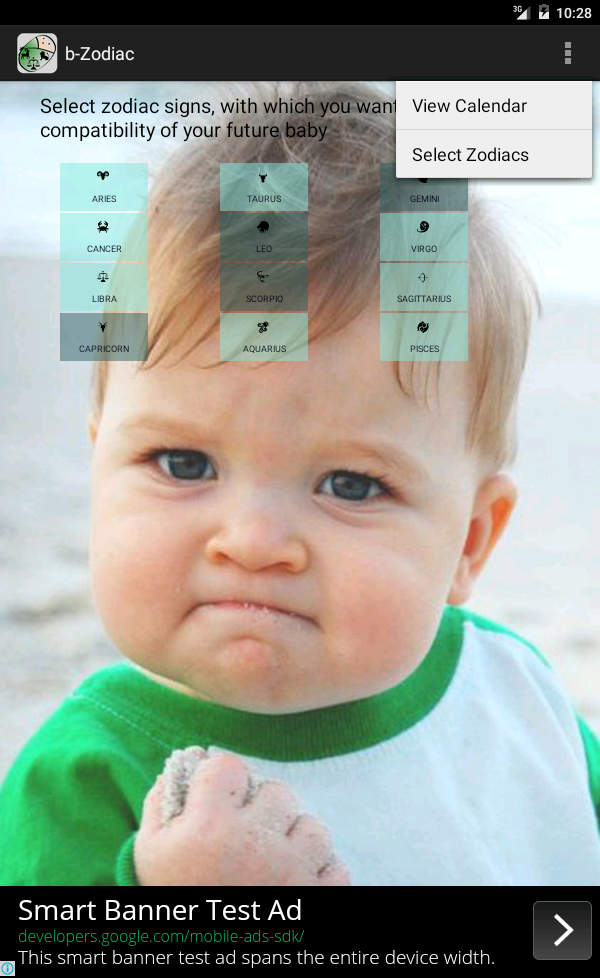 3G 10:28
b-Zodiac
View Calendar
Select Zodiacs
Select zodiac signs, with which you want
compatibility of your future baby
ARIES TAURUS GEMINI
CANCER LEO VIRGO
LIBRA SCORPIO SAGITTARIUS
CAPRICORN AQUARIUS PISCES
Smart Banner Test Ad
developers.google.com/mobile-ads-sdk/
This smart banner test ad spans the entire device width.